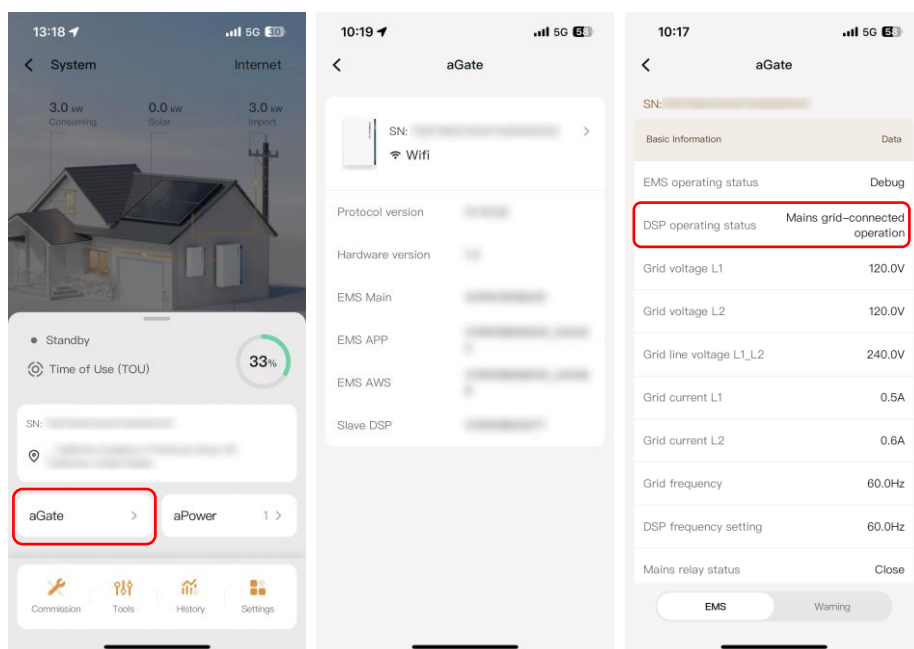 13:18
5G 30
System
Internet
3.0 kW
0.0 kW
3.0 kW
Consuming
Solar
Import
Standby
Time of Use (TOU)
33%
SN:
aGate
aPower
1
Commission
Tools
History
Settings
10:19
5G
aGate
SN:
Wifi
Protocol version
Hardware version
EMS Main
EMS APP
EMS AWS
Slave DSP
10:17
5G
aGate
SN:
Basic Information
Data
EMS operating status
Debug
DSP operating status
Mains grid-connected
operation
Grid voltage L1
120.0V
Grid voltage L2
120.0V
Grid line voltage L1_L2
240.0V
Grid current L1
0.5A
Grid current L2
0.6A
Grid frequency
60.0Hz
DSP frequency setting
60.0Hz
Mains relay status
Close
EMS
Warning